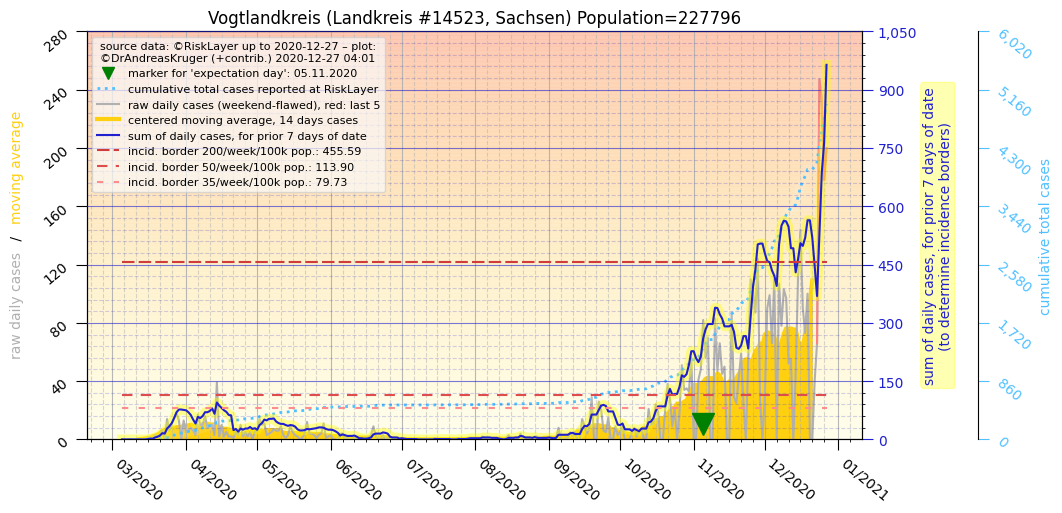 Vogtlandkreis (Landkreis #14523, Sachsen) Population=227796
source data: ©RiskLayer up to 2020-12-27 – plot:
©DrAndreasKruger (+contrib.) 2020-12-27 04:01
marker for 'expectation day': 05.11.2020
cumulative total cases reported at RiskLayer
raw daily cases (weekend-flawed), red: last 5
centered moving average, 14 days cases
sum of daily cases, for prior 7 days of date
incid. border 200/week/100k pop.: 455.59
incid. border 50/week/100k pop.: 113.90
incid. border 35/week/100k pop.: 79.73
raw daily cases / moving average
280
240
200
160
120
80
40
0
1,050
900
750
600
450
300
150
0
sum of daily cases, for prior 7 days of date
(to determine incidence borders)
6,020
5,160
4,300
3,440
2,580
1,720
860
0
cumulative total cases
03/2020
04/2020
05/2020
06/2020
07/2020
08/2020
09/2020
10/2020
11/2020
12/2020
01/2021